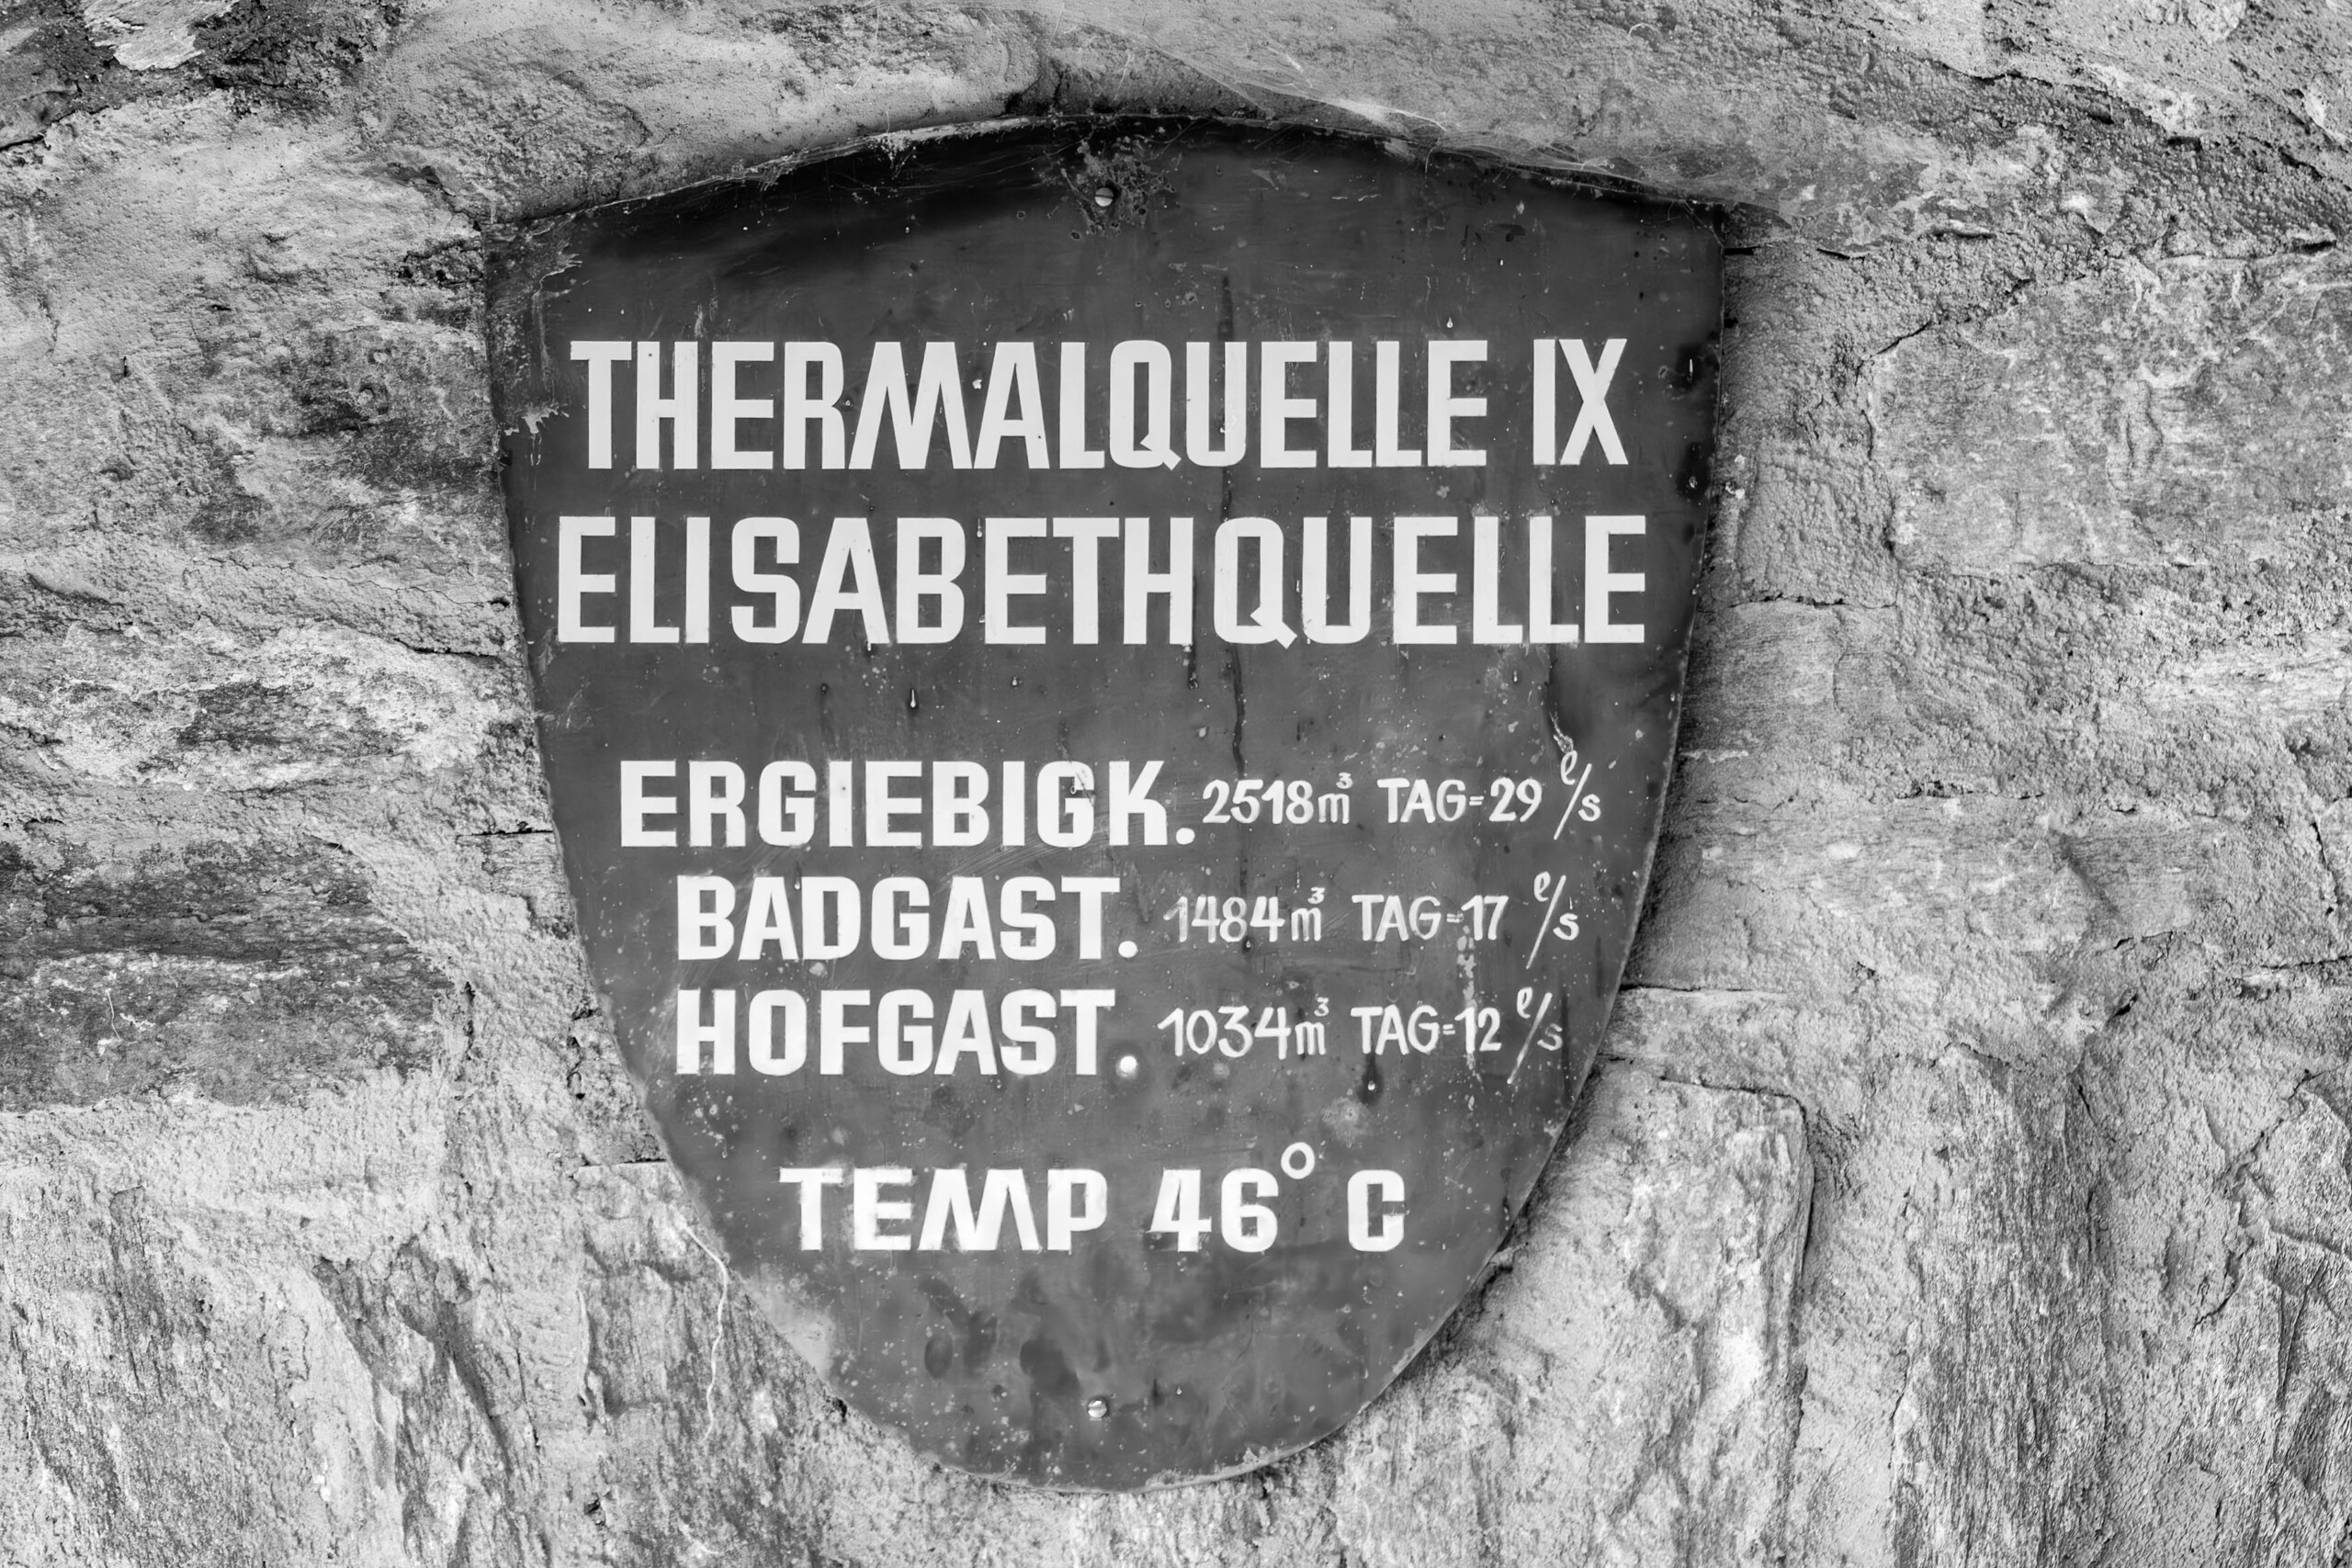 THERMALQUELLE IX
ELISABETHQUELLE
ERGIEBIGK. 2518m³ TAG=29 l/s
BADGAST. 1484m³ TAG=17 l/s
HOFGAST. 1034m³ TAG=12 l/s
TEMP 46° C